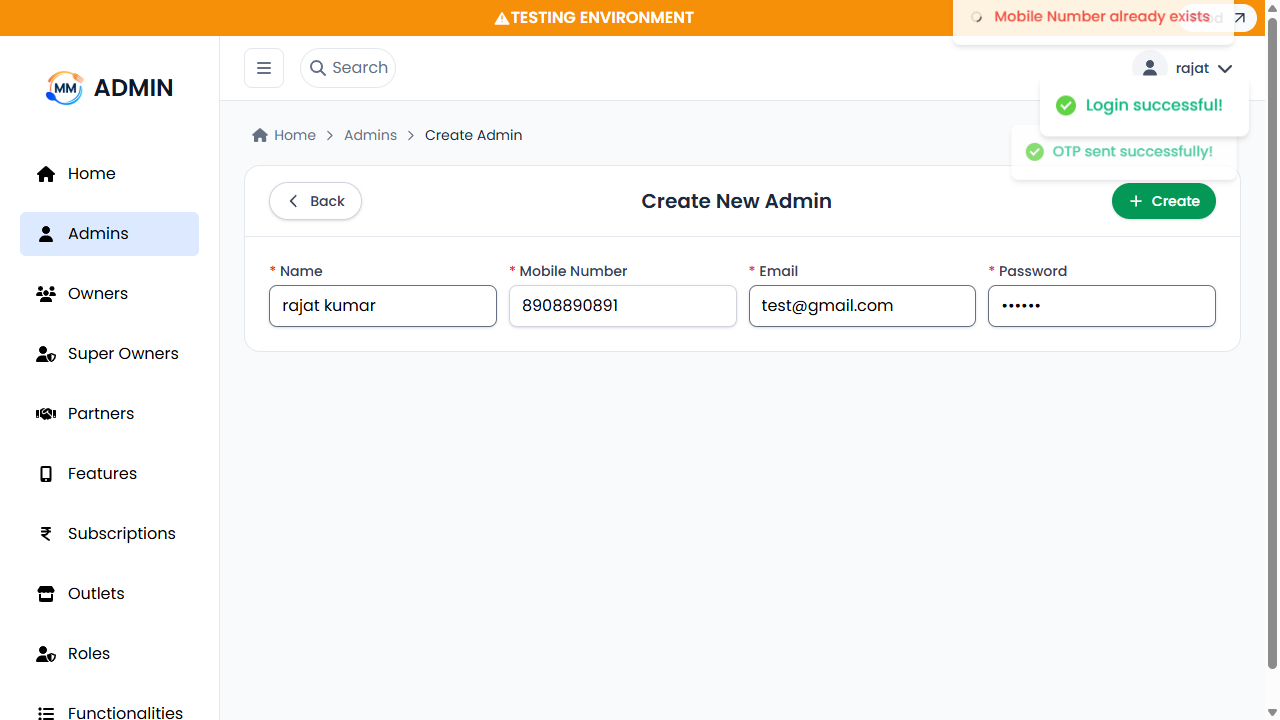 TESTING ENVIRONMENT
Mobile Number already exists
MM ADMIN
Search
rajat
Login successful!
OTP sent successfully!
Home > Admins > Create Admin
Back
Create New Admin
+ Create
* Name
* Mobile Number
* Email
* Password
rajat kumar
8908890891
test@gmail.com
••••••
Home
Admins
Owners
Super Owners
Partners
Features
₹ Subscriptions
Outlets
Roles
Functionalities